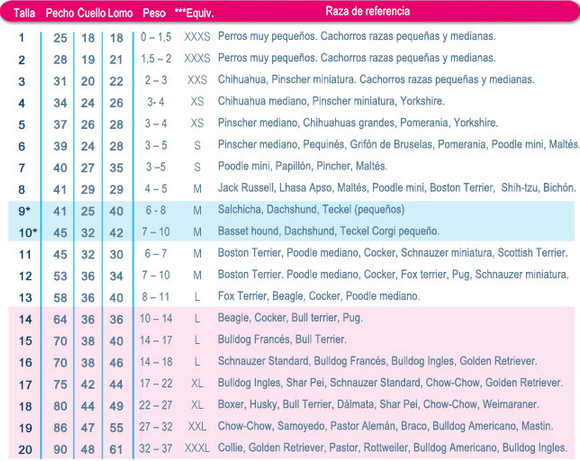 Talla Pecho Cuello Lomo Peso ***Equiv. Raza de referencia
1 25 18 18 0 – 1,5 XXXS Perros muy pequeños. Cachorros razas pequeñas y medianas.
2 28 19 21 1,5 – 2 XXXS Perros muy pequeños. Cachorros razas pequeñas y medianas.
3 31 20 22 2 – 3 XXS Chihuahua, Pinscher miniatura. Cachorros razas pequeñas y medianas.
4 34 24 26 3- 4 XS Chihuahua mediano, Pinscher miniatura, Yorkshire.
5 37 26 28 3 – 4 XS Pinscher mediano, Chihuahuas grandes, Pomerania, Yorkshire.
6 39 24 28 3 – 5 S Pinscher mediano, Pequinés, Grifón de Bruselas, Pomerania, Poodle mini, Maltés.
7 40 27 35 3 –5 S Poodle mini, Papillón, Pincher, Maltés.
8 41 29 29 4 – 5 M Jack Russell, Lhasa Apso, Maltés, Poodle mini, Boston Terrier, Shih-tzu, Bichón.
9* 41 25 40 6 - 8 M Salchicha, Dachshund, Teckel (pequeños)
10* 45 32 42 7 – 10 M Basset hound, Dachshund, Teckel Corgi pequeño.
11 45 32 30 6 – 7 M Boston Terrier, Poodle mediano, Cocker, Schnauzer miniatura, Scottish Terrier.
12 53 36 34 7 – 10 M Boston Terrier, Poodle mediano, Cocker, Fox terrier, Pug, Schnauzer miniatura.
13 58 36 40 8 – 11 L Fox Terrier, Beagle, Cocker, Poodle mediano.
14 64 36 36 10 – 14 L Beagle, Cocker, Bull terrier, Pug.
15 70 38 40 14 – 17 L Bulldog Francés, Bull Terrier.
16 70 38 46 14 – 18 L Schnauzer Standard, Bulldog Francés, Bulldog Ingles, Golden Retriever.
17 75 42 44 17 – 22 XL Bulldog Ingles, Shar Pei, Schnauzer Standard, Chow-Chow, Golden Retriever.
18 80 44 49 22 – 27 XL Boxer, Husky, Bull Terrier, Dálmata, Shar Pei, Chow-Chow, Weimaraner.
19 86 47 55 27 – 32 XXL Chow-Chow, Samoyedo, Pastor Alemán, Braco, Bulldog Americano, Mastin.
20 90 48 61 32 – 37 XXXL Collie, Golden Retriever, Pastor, Rottweiler, Bulldog Americano, Bulldog Ingles.